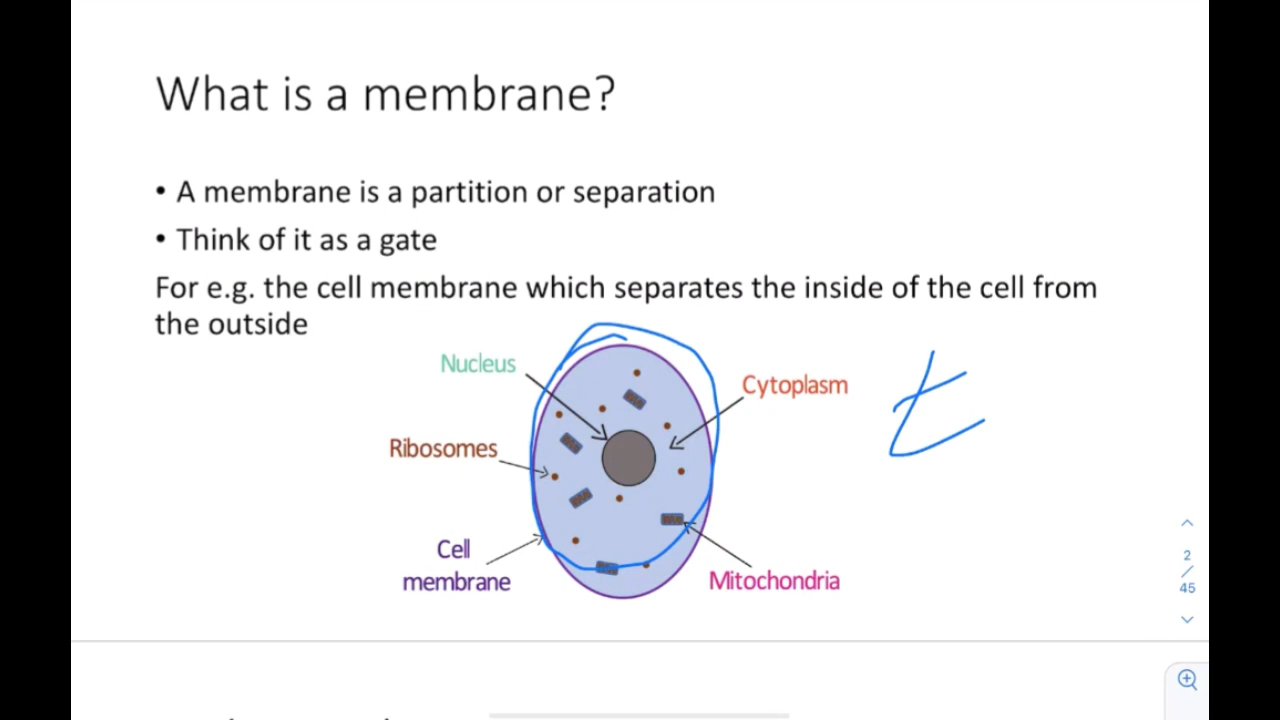 What is a membrane?
• A membrane is a partition or separation
• Think of it as a gate
For e.g. the cell membrane which separates the inside of the cell from
the outside
Nucleus
Cytoplasm
Ribosomes
Cell
membrane
Mitochondria
t
2
/
45